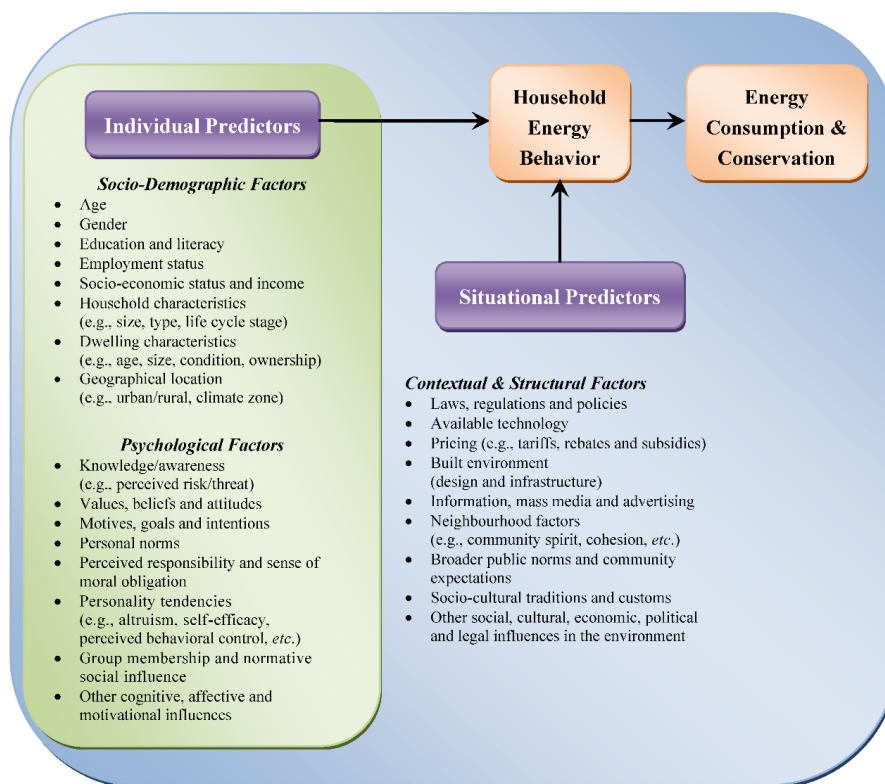 Individual Predictors
Household
Energy
Behavior
Energy
Consumption &
Conservation
Socio-Demographic Factors
• Age
• Gender
• Education and literacy
• Employment status
• Socio-economic status and income
• Household characteristics
(e.g., size, type, life cycle stage)
• Dwelling characteristics
(e.g., age, size, condition, ownership)
• Geographical location
(e.g., urban/rural, climate zone)
Psychological Factors
• Knowledge/awareness
(e.g., perceived risk/threat)
• Values, beliefs and attitudes
• Motives, goals and intentions
• Personal norms
• Perceived responsibility and sense of
moral obligation
• Personality tendencies
(e.g., altruism, self-efficacy,
perceived behavioral control, etc.)
• Group membership and normative
social influence
• Other cognitive, affective and
motivational influences
Situational Predictors
Contextual & Structural Factors
• Laws, regulations and policies
• Available technology
• Pricing (e.g., tariffs, rebates and subsidies)
• Built environment
(design and infrastructure)
• Information, mass media and advertising
• Neighbourhood factors
(e.g., community spirit, cohesion, etc.)
• Broader public norms and community
expectations
• Socio-cultural traditions and customs
• Other social, cultural, economic, political
and legal influences in the environment